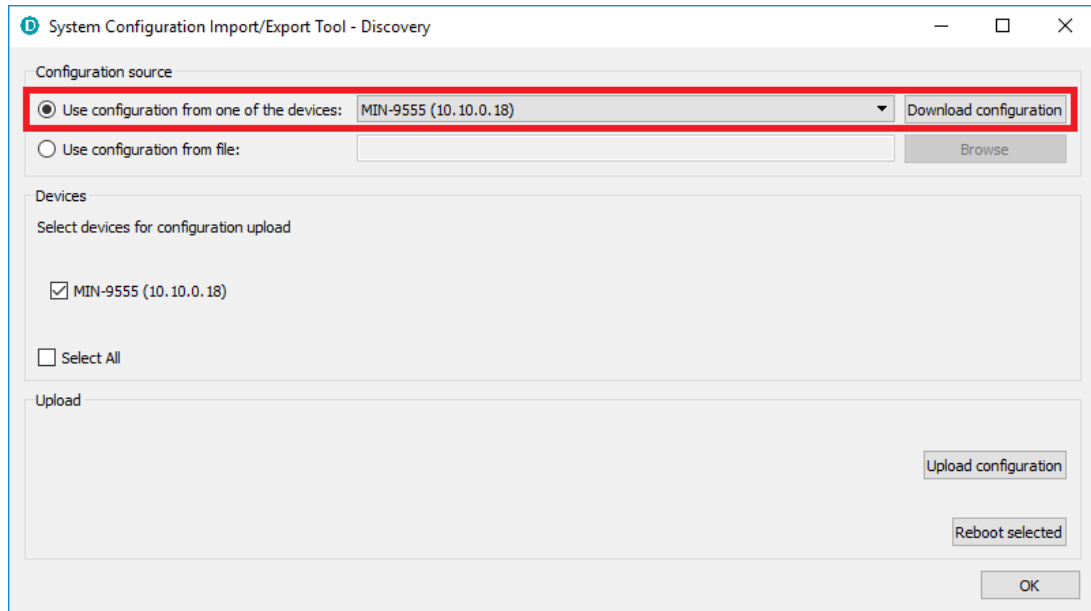 System Configuration Import/Export Tool - Discovery
Configuration source
Use configuration from one of the devices: MIN-9555 (10.10.0.18) Download configuration
Use configuration from file: Browse
Devices
Select devices for configuration upload
MIN-9555 (10.10.0.18)
Select All
Upload
Upload configuration
Reboot selected
OK